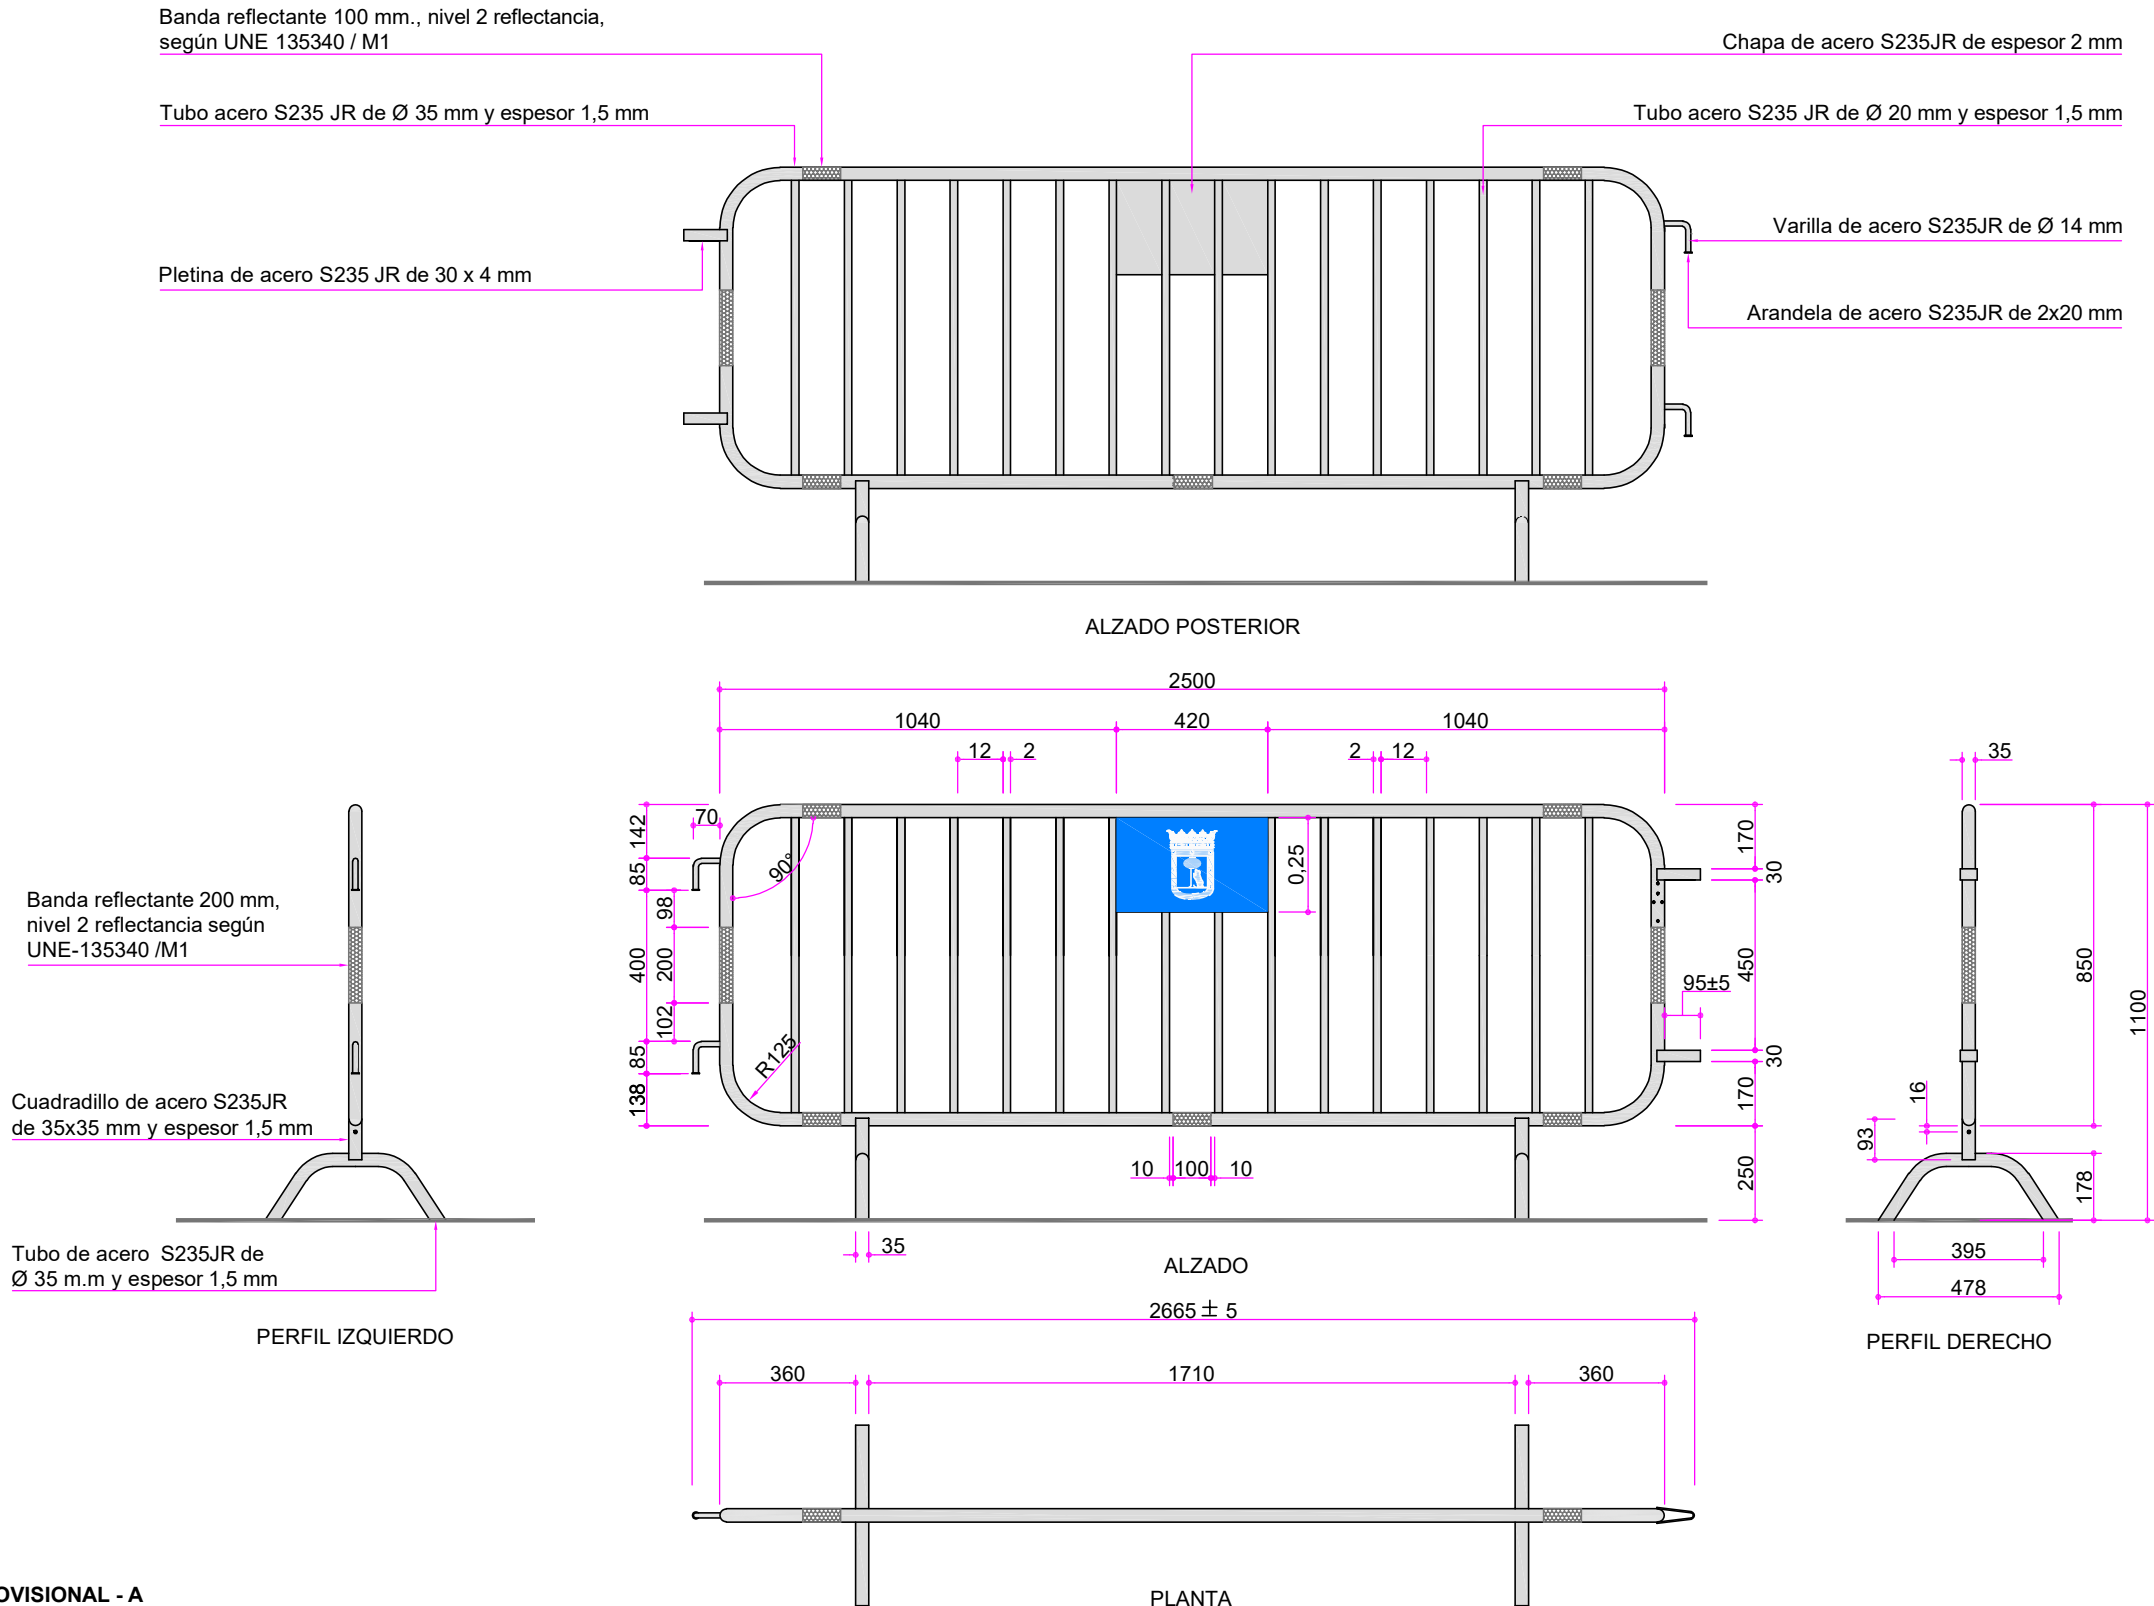 Banda reflectante 100 mm., nivel 2 reflectancia,
según UNE 135340 / M1
Chapa de acero S235JR de espesor 2 mm
Tubo acero S235 JR de Ø 35 mm y espesor 1,5 mm
Tubo acero S235 JR de Ø 20 mm y espesor 1,5 mm
Varilla de acero S235JR de Ø 14 mm
Pletina de acero S235 JR de 30 x 4 mm
Arandela de acero S235JR de 2x20 mm
ALZADO POSTERIOR
2500
1040
420
1040
12
2
2
12
35
142
70
170
85
90°
0,25
30
98
Banda reflectante 200 mm,
nivel 2 reflectancia según
UNE-135340 /M1
400
200
450
850
95±5
1100
102
85
R125
30
138
170
16
93
Cuadradillo de acero S235JR
de 35x35 mm y espesor 1,5 mm
10
100
10
250
178
35
395
478
Tubo de acero S235JR de
Ø 35 m.m y espesor 1,5 mm
ALZADO
2665 ± 5
PERFIL IZQUIERDO
PERFIL DERECHO
360
1710
360
OVISIONAL - A
PLANTA